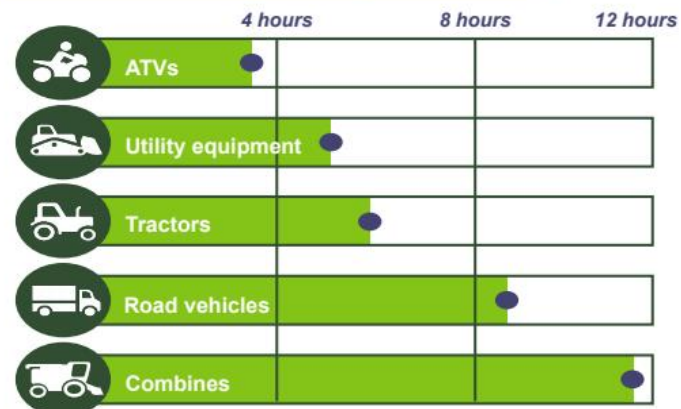 4 hours 8 hours 12 hours
ATVs
Utility equipment
Tractors
Road vehicles
Combines